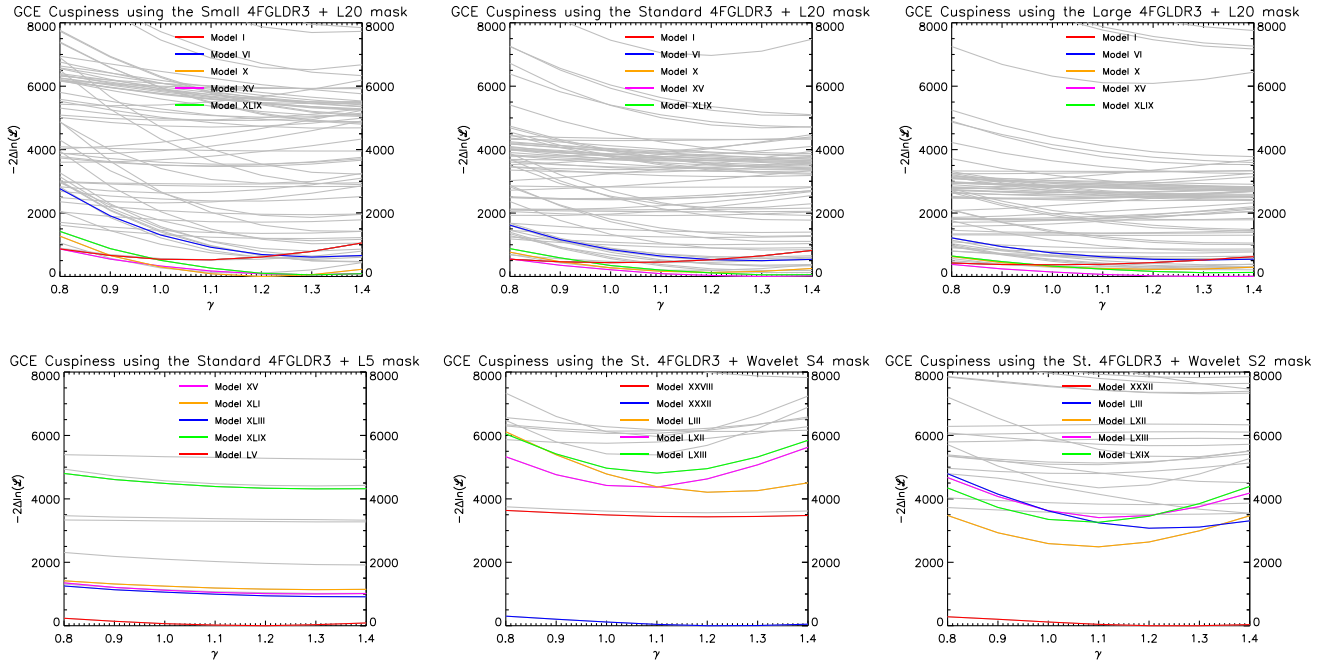 GCE Cuspiness using the Small 4FGLDR3 + L20 mask
GCE Cuspiness using the Standard 4FGLDR3 + L20 mask
GCE Cuspiness using the Large 4FGLDR3 + L20 mask
8000 8000 8000 8000 8000 8000
Model I Model I Model I
Model VI Model VI Model VI
6000 6000 6000 6000 6000 6000
Model X Model X Model X
Model XV Model XV Model XV
Model XLIX Model XLIX Model XLIX
-2Δln(ℒ) -2Δln(ℒ) -2Δln(ℒ)
4000 4000 4000 4000 4000 4000
2000 2000 2000 2000 2000 2000
0 0 0 0 0 0
0.8 0.9 1.0 1.1 1.2 1.3 1.4 0.8 0.9 1.0 1.1 1.2 1.3 1.4 0.8 0.9 1.0 1.1 1.2 1.3 1.4
γ γ γ
GCE Cuspiness using the Standard 4FGLDR3 + L5 mask
GCE Cuspiness using the St. 4FGLDR3 + Wavelet S4 mask
GCE Cuspiness using the St. 4FGLDR3 + Wavelet S2 mask
8000 8000 8000 8000 8000 8000
Model XV Model XXVIII Model XXXII
Model XLI Model XXXII Model LIII
6000 6000 6000 6000 6000 6000
Model XLIII Model LIII Model LXII
Model XLIX Model LXII Model LXIII
Model LV Model LXIII Model LXIX
-2Δln(ℒ) -2Δln(ℒ) -2Δln(ℒ)
4000 4000 4000 4000 4000 4000
2000 2000 2000 2000 2000 2000
0 0 0 0 0 0
0.8 0.9 1.0 1.1 1.2 1.3 1.4 0.8 0.9 1.0 1.1 1.2 1.3 1.4 0.8 0.9 1.0 1.1 1.2 1.3 1.4
γ γ γ